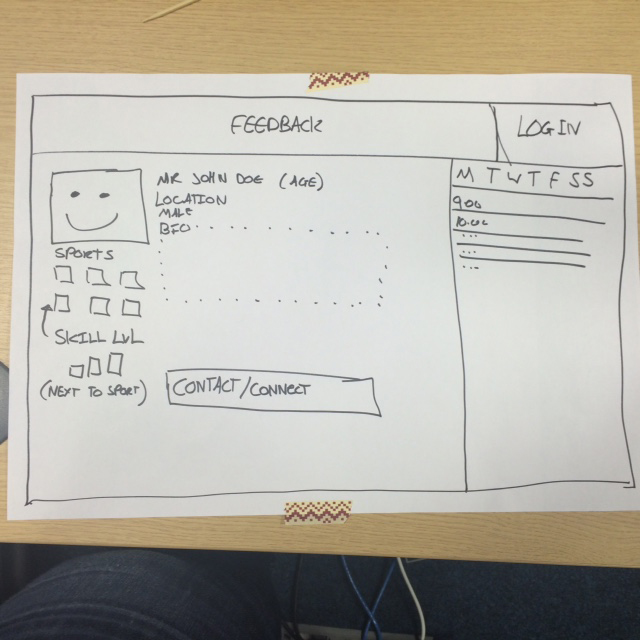 FEEDBACK
LOGIN
MR JOHN DOE (AGE)
LOCATION
MALE
BIO
SPORTS
SKILL LVL
(NEXT TO SPORT)
CONTACT/CONNECT
M T W T F S S
9:00
10:00
...
...
...